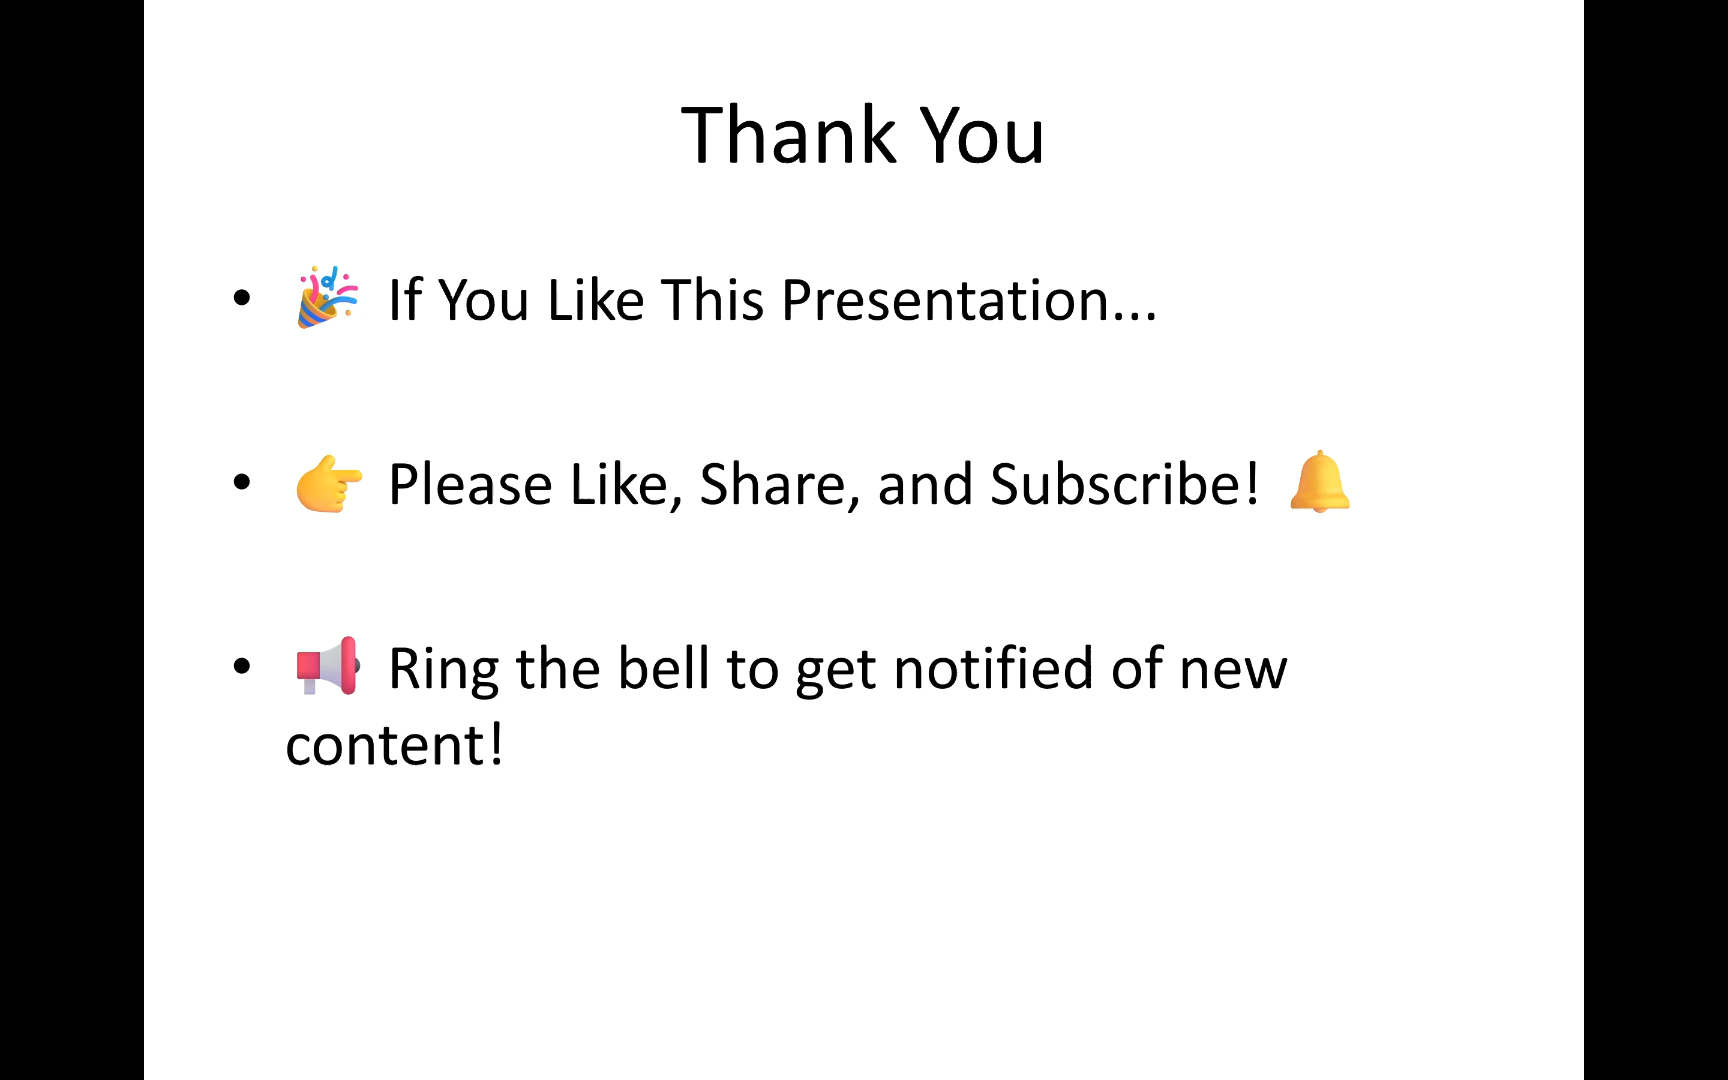 Thank You
• 🎉 If You Like This Presentation...
• 👉 Please Like, Share, and Subscribe! 🔔
• 📢 Ring the bell to get notified of new
content!